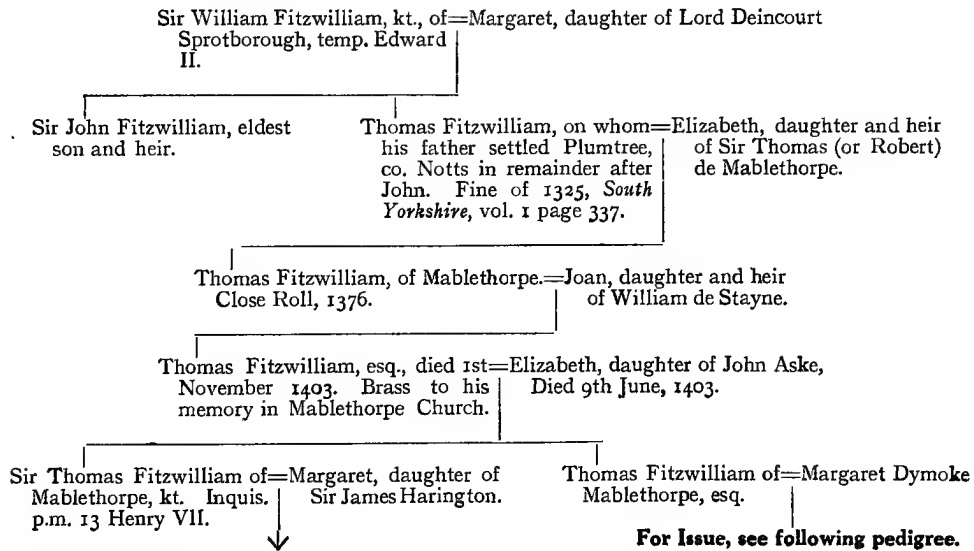 Sir William Fitzwilliam, kt., of=Margaret, daughter of Lord Deincourt
Sprotborough, temp. Edward
II.
Sir John Fitzwilliam, eldest
son and heir.
Thomas Fitzwilliam, on whom=Elizabeth, daughter and heir
his father settled Plumtree,
co. Notts in remainder after
John. Fine of 1325, South
Yorkshire, vol. 1 page 337.
of Sir Thomas (or Robert)
de Mablethorpe.
Thomas Fitzwilliam, of Mablethorpe.=Joan, daughter and heir
Close Roll, 1376.
of William de Stayne.
Thomas Fitzwilliam, esq., died 1st=Elizabeth, daughter of John Aske,
November 1403. Brass to his
memory in Mablethorpe Church.
Died 9th June, 1403.
Sir Thomas Fitzwilliam of=Margaret, daughter of
Mablethorpe, kt. Inquis.
p.m. 13 Henry VII.
Sir James Harington.
Thomas Fitzwilliam of=Margaret Dymoke
Mablethorpe, esq.
For Issue, see following pedigree.